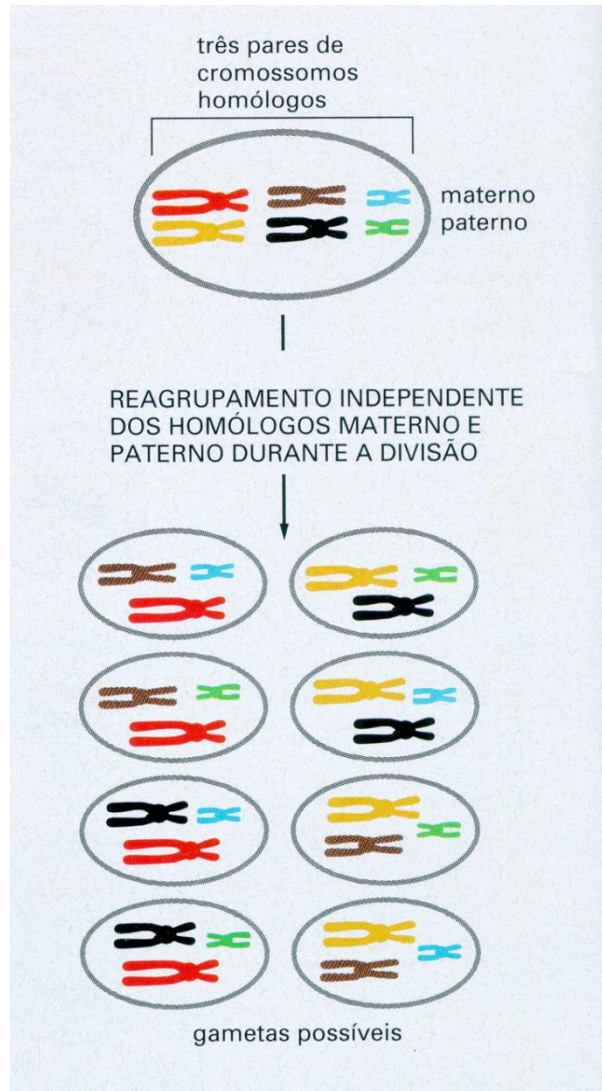 três pares de
cromossomos
homólogos
materno
paterno
REAGRUPAMENTO INDEPENDENTE
DOS HOMÓLOGOS MATERNO E
PATERNO DURANTE A DIVISÃO
gametas possíveis